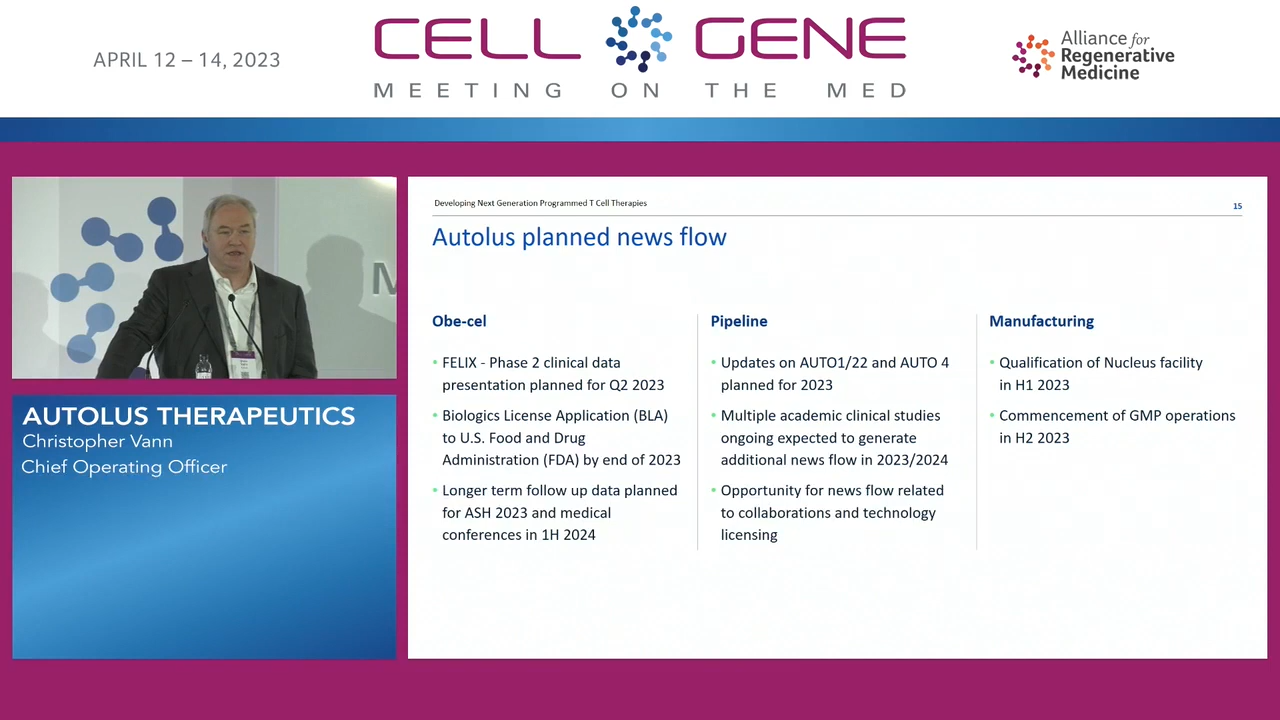 APRIL 12 – 14, 2023
CELL GENE
MEETING ON THE MED
Alliance for
Regenerative
Medicine
M
AUTOLUS THERAPEUTICS
Christopher Vann
Chief Operating Officer
Developing Next Generation Programmed T Cell Therapies
15
Autolus planned news flow
Obe-cel
• FELIX - Phase 2 clinical data
presentation planned for Q2 2023
• Biologics License Application (BLA)
to U.S. Food and Drug
Administration (FDA) by end of 2023
• Longer term follow up data planned
for ASH 2023 and medical
conferences in 1H 2024
Pipeline
• Updates on AUTO1/22 and AUTO 4
planned for 2023
• Multiple academic clinical studies
ongoing expected to generate
additional news flow in 2023/2024
• Opportunity for news flow related
to collaborations and technology
licensing
Manufacturing
• Qualification of Nucleus facility
in H1 2023
• Commencement of GMP operations
in H2 2023